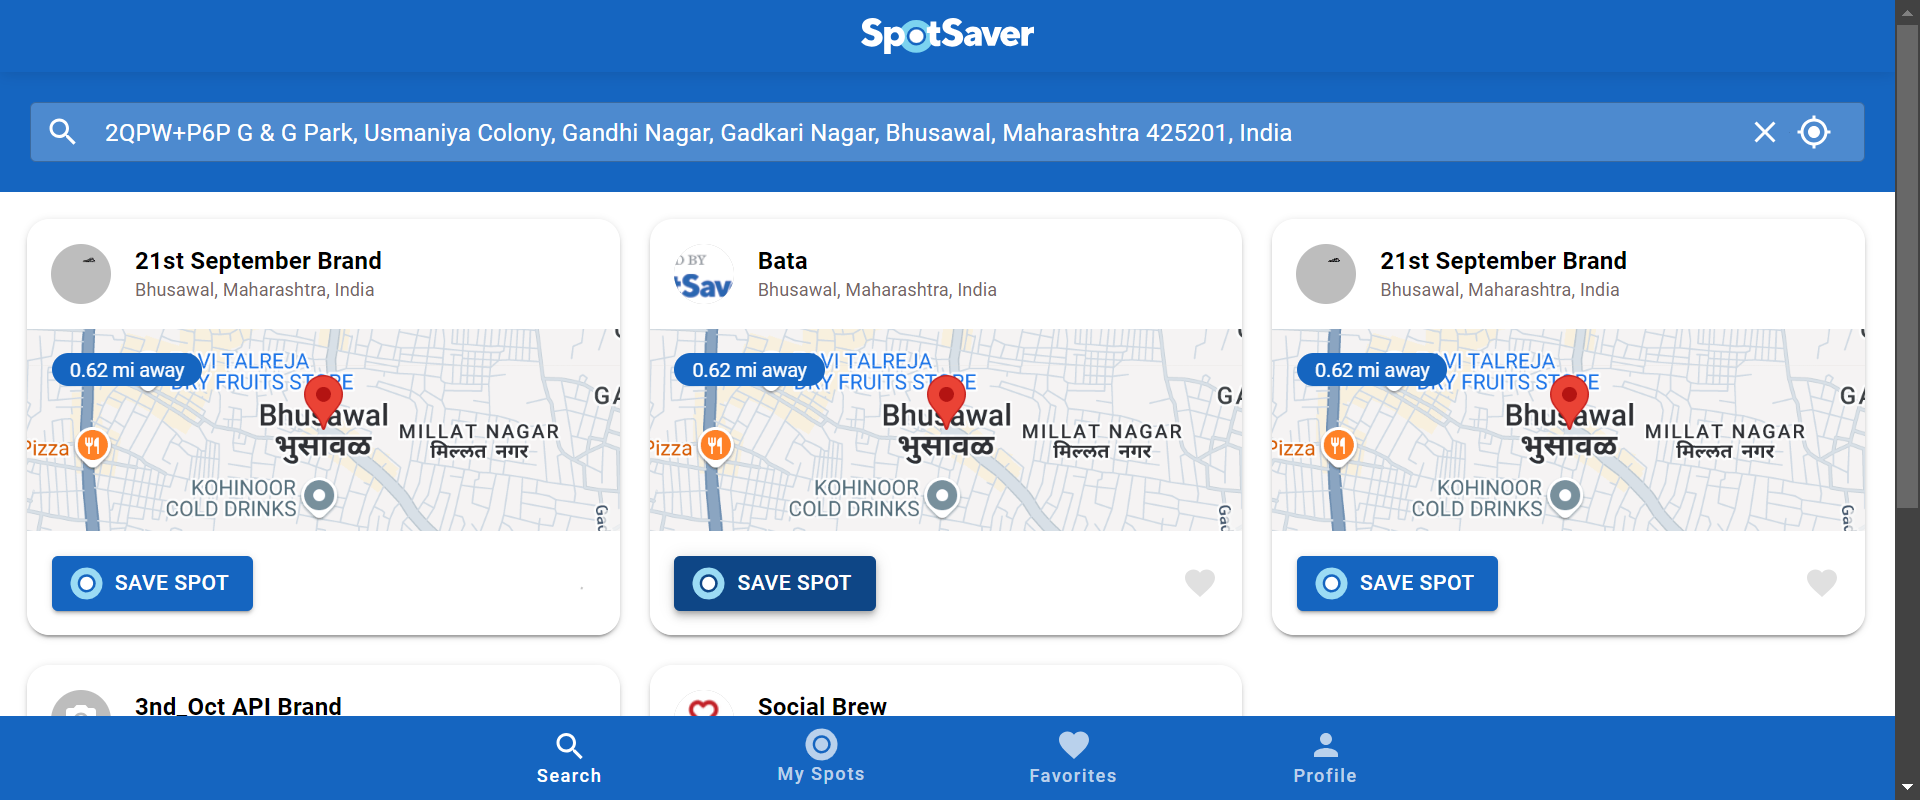 SpotSaver
2QPW+P6P G & G Park, Usmaniya Colony, Gandhi Nagar, Gadkari Nagar, Bhusawal, Maharashtra 425201, India
21st September Brand
Bhusawal, Maharashtra, India
0.62 mi away
VI TALREJA
DRY FRUITS STORE
Bhusawal
भुसावळ
MILLAT NAGAR
मिल्लत नगर
Pizza
KOHINOOR
COLD DRINKS
SAVE SPOT
D BY
Sav
Bata
Bhusawal, Maharashtra, India
0.62 mi away
VI TALREJA
DRY FRUITS STORE
Bhusawal
भुसावळ
MILLAT NAGAR
मिल्लत नगर
Pizza
KOHINOOR
COLD DRINKS
SAVE SPOT
21st September Brand
Bhusawal, Maharashtra, India
0.62 mi away
VI TALREJA
DRY FRUITS STORE
Bhusawal
भुसावळ
MILLAT NAGAR
मिल्लत नगर
Pizza
KOHINOOR
COLD DRINKS
SAVE SPOT
3nd_Oct API Brand
Social Brew
Search
My Spots
Favorites
Profile